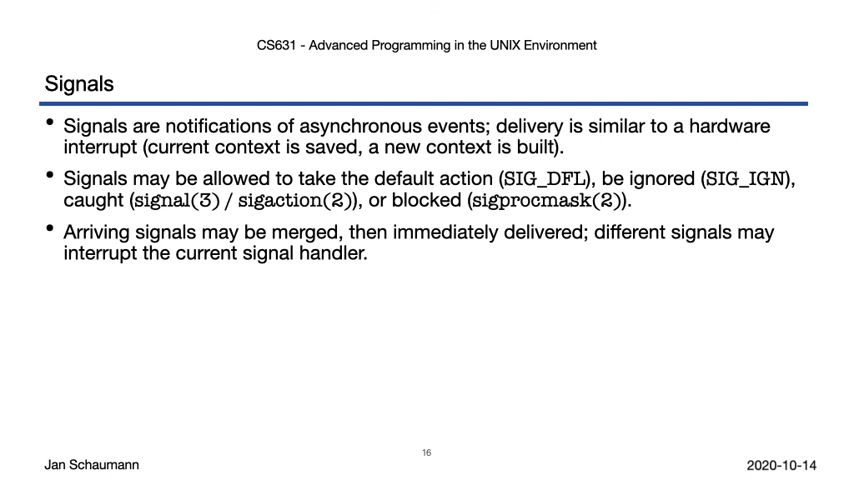 CS631 - Advanced Programming in the UNIX Environment
Signals
• Signals are notifications of asynchronous events; delivery is similar to a hardware
interrupt (current context is saved, a new context is built).
• Signals may be allowed to take the default action (SIG_DFL), be ignored (SIG_IGN),
caught (signal(3) / sigaction(2)), or blocked (sigprocmask(2)).
• Arriving signals may be merged, then immediately delivered; different signals may
interrupt the current signal handler.
16
Jan Schaumann
2020-10-14